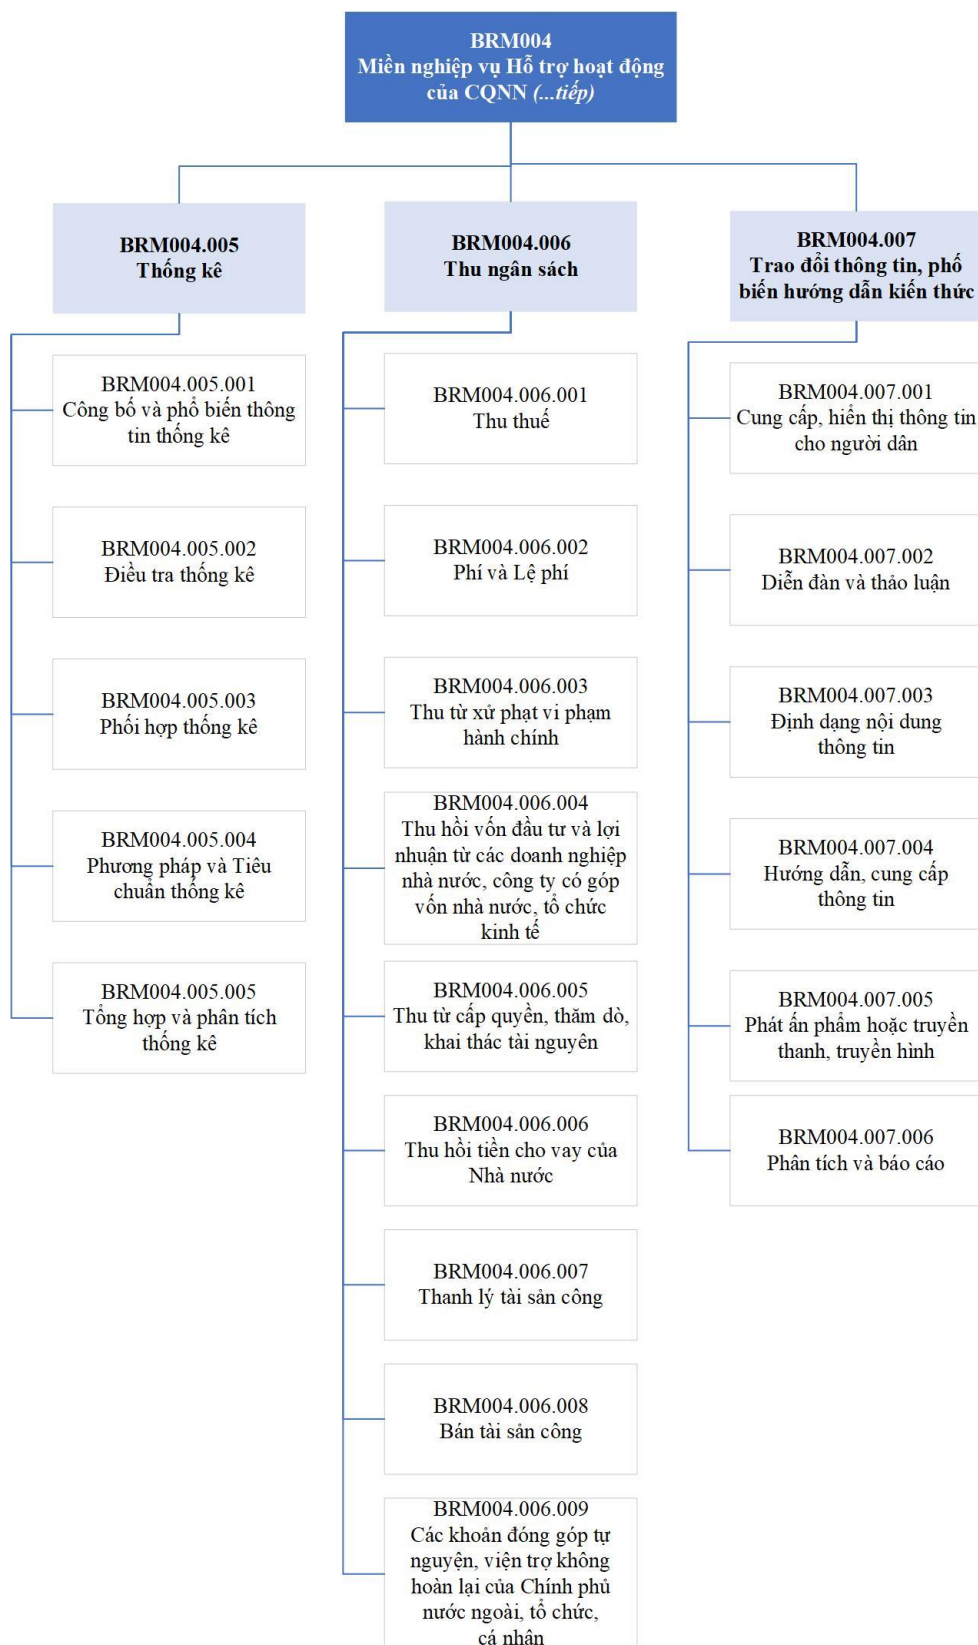 BRM004
Miền nghiệp vụ Hỗ trợ hoạt động
của CQNN (...tiếp)
BRM004.005
Thống kê
BRM004.005.001
Công bố và phổ biến thông
tin thống kê
BRM004.005.002
Điều tra thống kê
BRM004.005.003
Phối hợp thống kê
BRM004.005.004
Phương pháp và Tiêu
chuẩn thống kê
BRM004.005.005
Tổng hợp và phân tích
thống kê
BRM004.006
Thu ngân sách
BRM004.006.001
Thu thuế
BRM004.006.002
Phí và Lệ phí
BRM004.006.003
Thu từ xử phạt vi phạm
hành chính
BRM004.006.004
Thu hồi vốn đầu tư và lợi
nhuận từ các doanh nghiệp
nhà nước, công ty có góp
vốn nhà nước, tổ chức
kinh tế
BRM004.006.005
Thu từ cấp quyền, thăm dò,
khai thác tài nguyên
BRM004.006.006
Thu hồi tiền cho vay của
Nhà nước
BRM004.006.007
Thanh lý tài sản công
BRM004.006.008
Bán tài sản công
BRM004.006.009
Các khoản đóng góp tự
nguyện, viện trợ không
hoàn lại của Chính phủ
nước ngoài, tổ chức,
cá nhân
BRM004.007
Trao đổi thông tin, phổ
biến hướng dẫn kiến thức
BRM004.007.001
Cung cấp, hiển thị thông tin
cho người dân
BRM004.007.002
Diễn đàn và thảo luận
BRM004.007.003
Định dạng nội dung
thông tin
BRM004.007.004
Hướng dẫn, cung cấp
thông tin
BRM004.007.005
Phát ấn phẩm hoặc truyền
thanh, truyền hình
BRM004.007.006
Phân tích và báo cáo